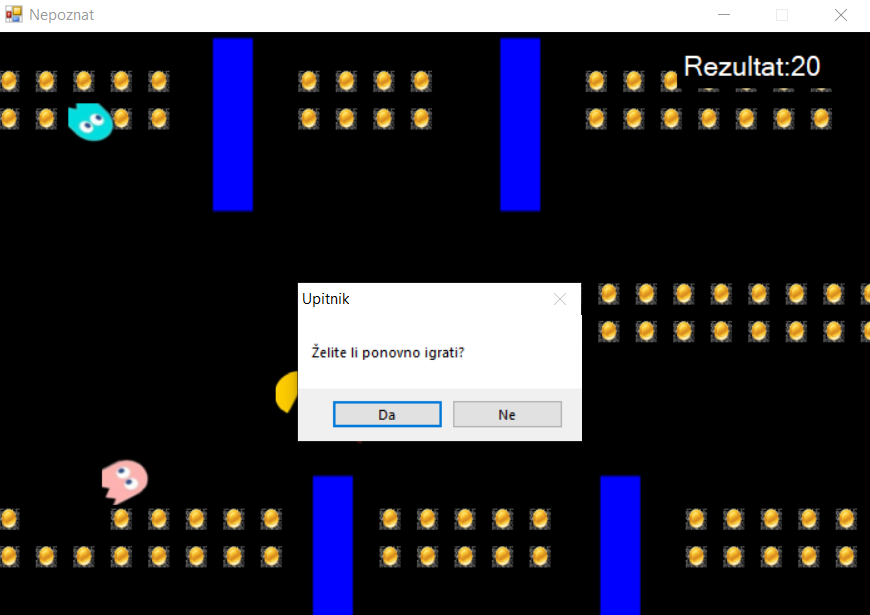 Nepoznat
Rezultat:20
Upitnik
Želite li ponovno igrati?
Da
Ne